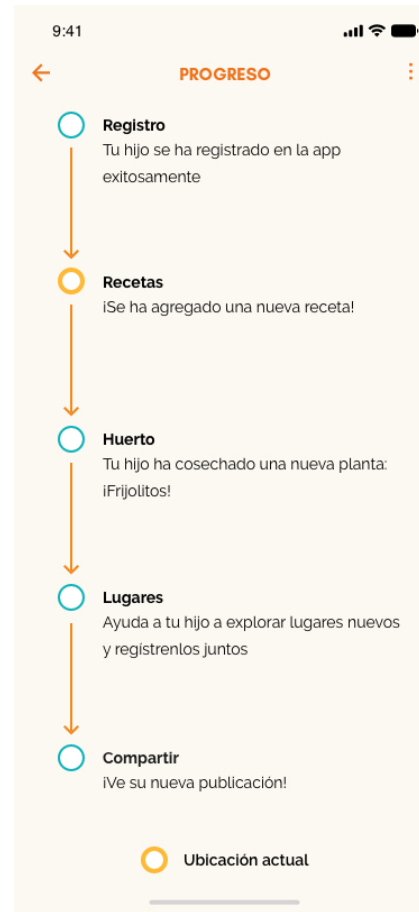 9:41
PROGRESO
Registro
Tu hijo se ha registrado en la app
exitosamente
Recetas
¡Se ha agregado una nueva receta!
Huerto
Tu hijo ha cosechado una nueva planta:
¡Frijolitos!
Lugares
Ayuda a tu hijo a explorar lugares nuevos
y regístrenlos juntos
Compartir
¡Ve su nueva publicación!
Ubicación actual